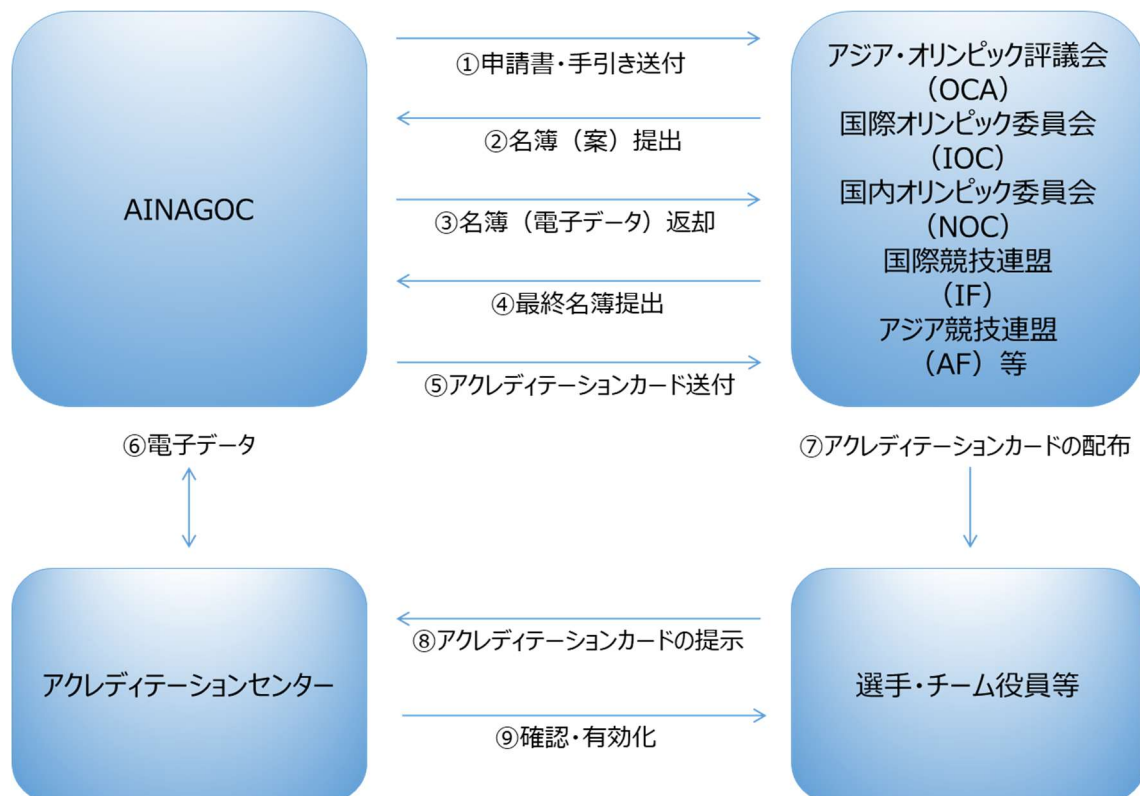 ①申請書・手引き送付
アジア・オリンピック評議会
（OCA）
②名簿（案）提出
国際オリンピック委員会
（IOC）
AINAGOC
国内オリンピック委員会
（NOC）
③名簿（電子データ）返却
国際競技連盟
（IF）
④最終名簿提出
アジア競技連盟
（AF）等
⑤アクレディテーションカード送付
⑥電子データ
⑦アクレディテーションカードの配布
⑧アクレディテーションカードの提示
アクレディテーションセンター
選手・チーム役員等
⑨確認・有効化